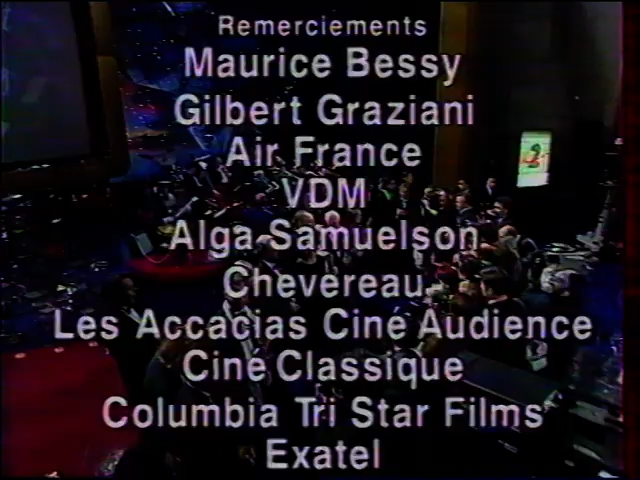 Remerciements
Maurice Bessy
Gilbert Graziani
Air France
VDM
Alga Samuelson
Chevereau
Les Accacias Ciné Audience
Ciné Classique
Columbia Tri Star Films
Exatel